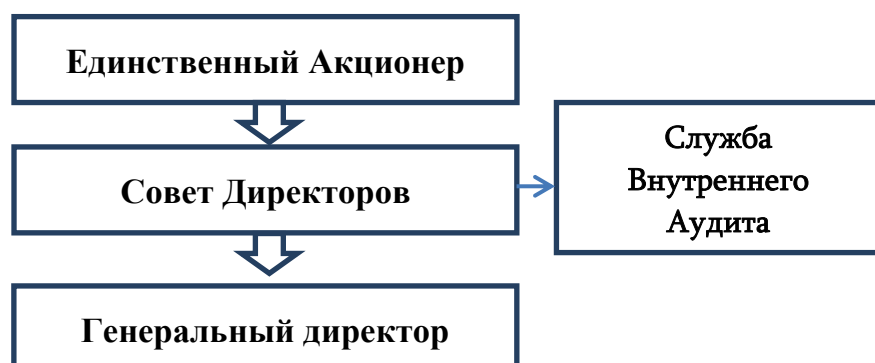 Единственный Акционер
Совет Директоров
Служба
Внутреннего
Аудита
Генеральный директор